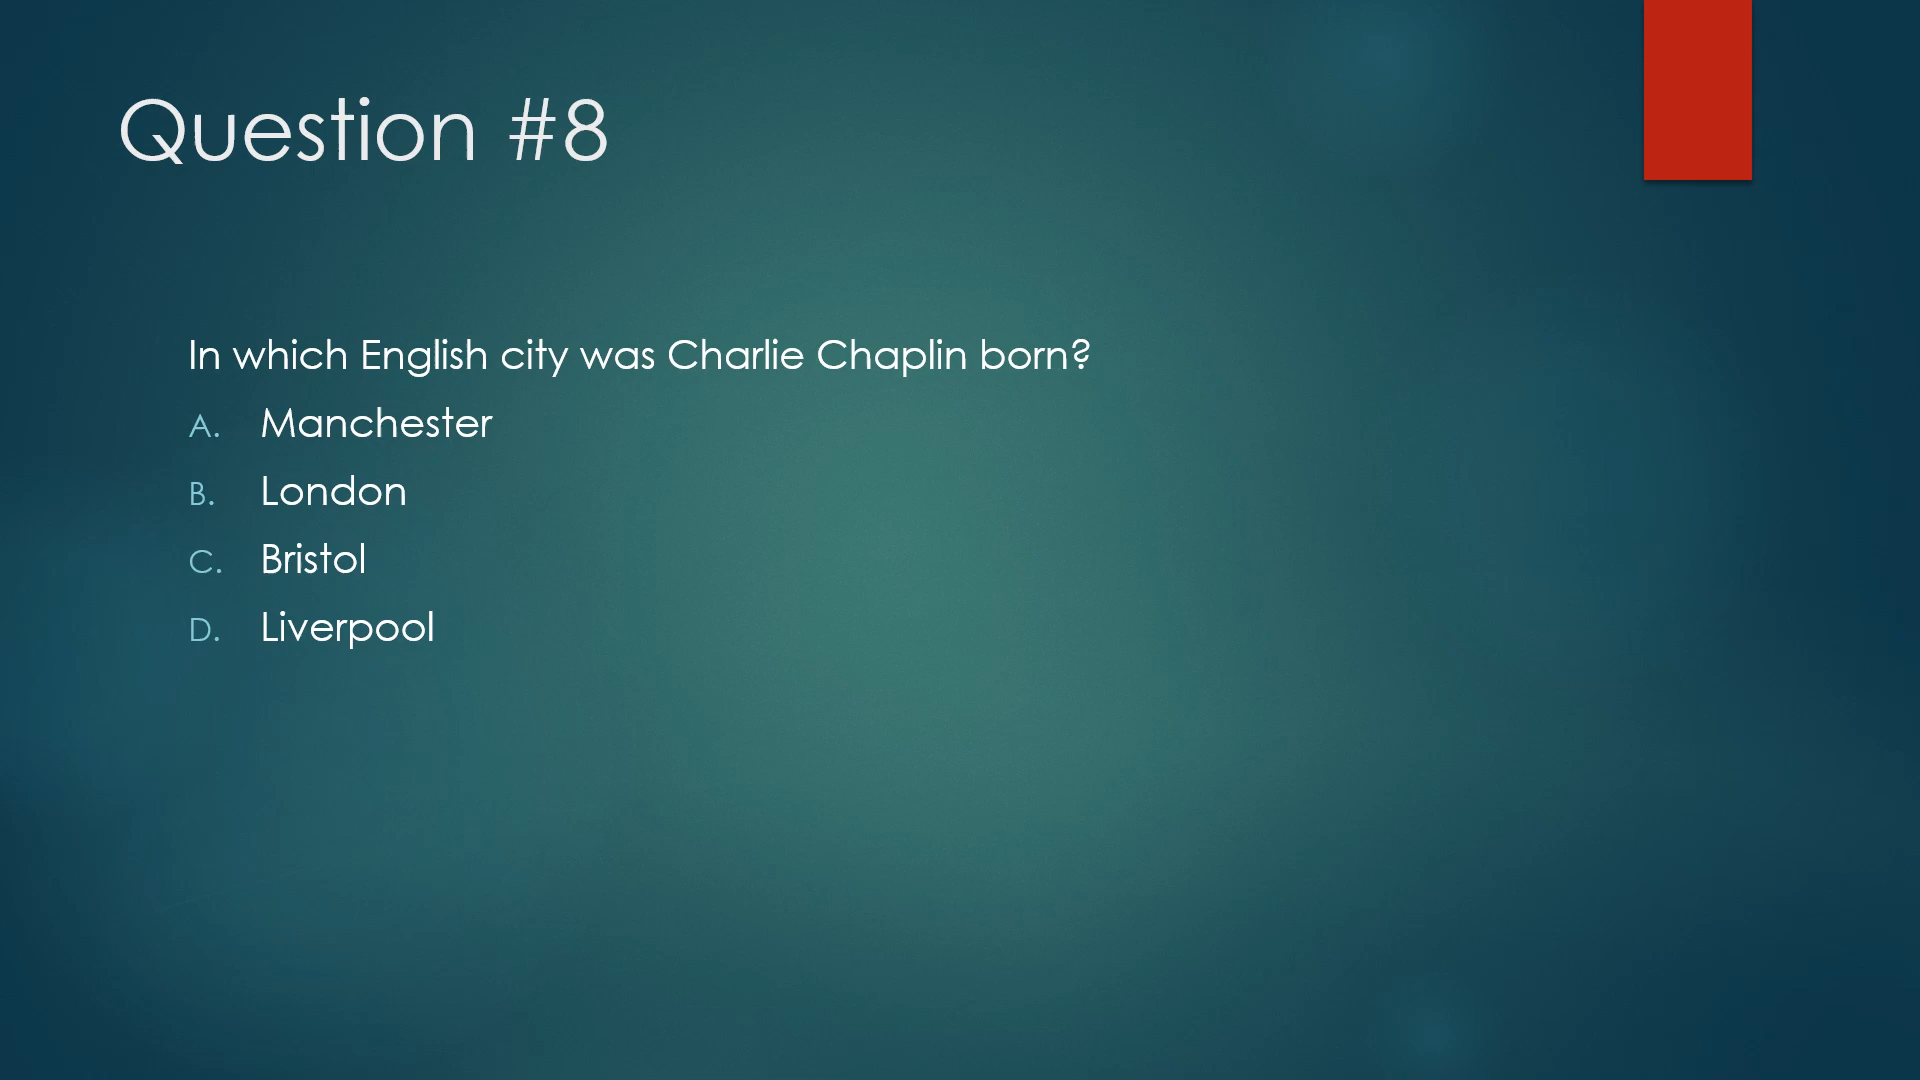 Question #8
In which English city was Charlie Chaplin born?
A. Manchester
B. London
C. Bristol
D. Liverpool